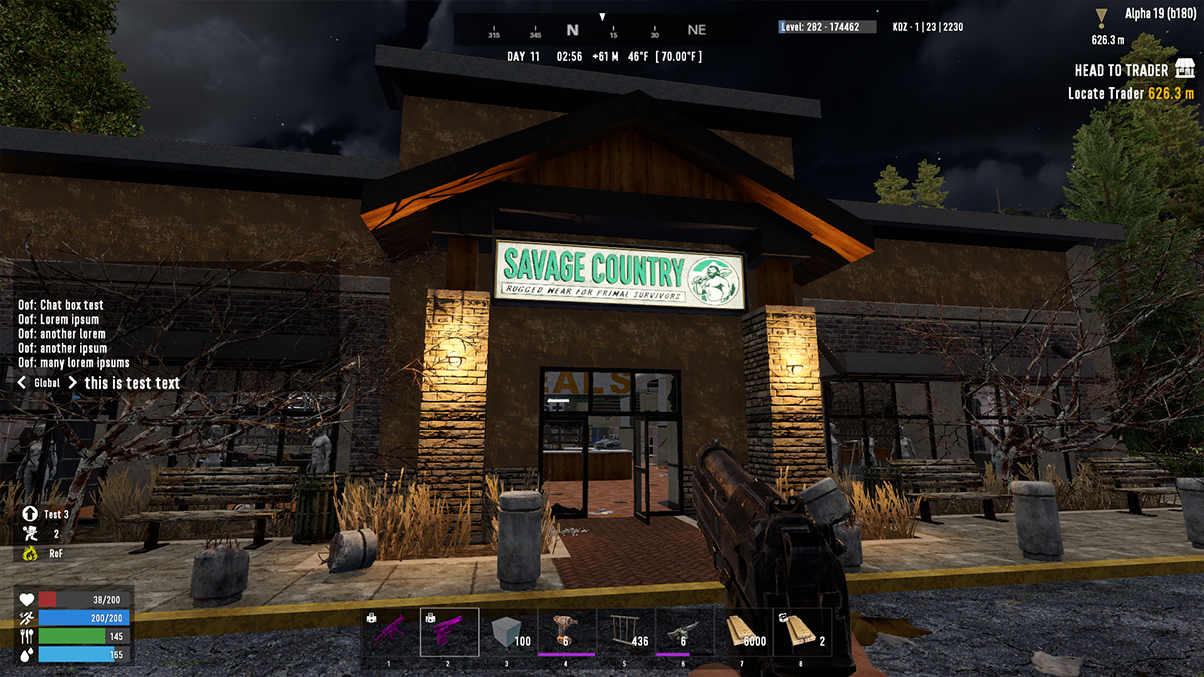 315 345 N 15 30 NE
DAY 11 02:56 +61 M 46°F [ 70.00°F ]
Level: 282 - 174462
KDZ - 1 | 23 | 2230
Alpha 19 (b180)
626.3 m
HEAD TO TRADER
Locate Trader 626.3 m
SAVAGE COUNTRY
RUGGED WEAR FOR PRIMAL SURVIVORS
ALS
Oof: Chat box test
Oof: Lorem ipsum
Oof: another lorem
Oof: another ipsum
Oof: many lorem ipsums
< Global > this is test text
Test 3
2
RoF
38/200
200/200
145
165
100 6 436 6 6000 2
1 2 3 4 5 6 7 8